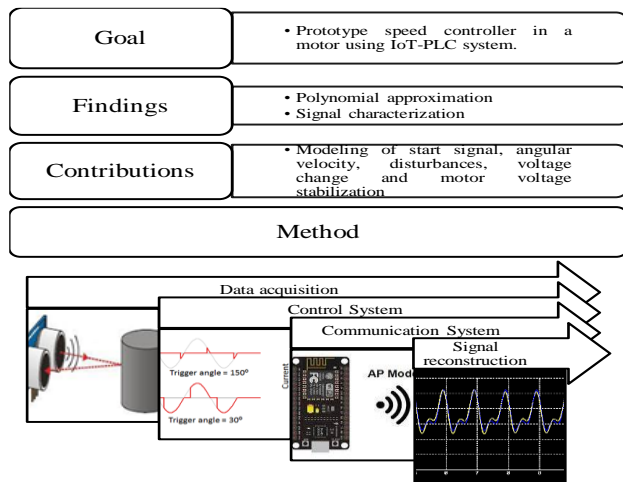 Goal
• Prototype speed controller in a
motor using IoT-PLC system.
Findings
• Polynomial approximation
• Signal characterization
Contributions
• Modeling of start signal, angular
velocity, disturbances, voltage
change and motor voltage
stabilization
Method
Data acquisition
Control System
Communication System
Signal
reconstruction
Trigger angle = 150º
Trigger angle = 30º
Current
AP Mode